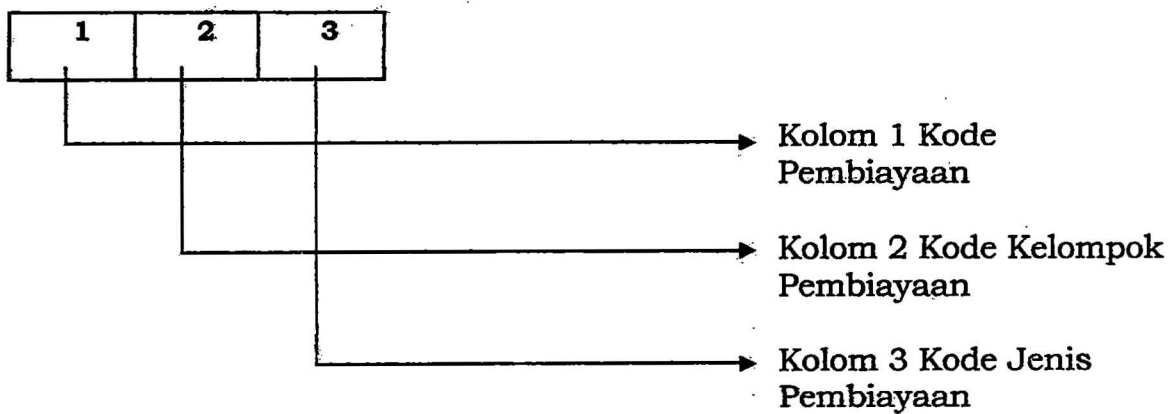 1 2 3
Kolom 1 Kode
Pembiayaan
Kolom 2 Kode Kelompok
Pembiayaan
Kolom 3 Kode Jenis
Pembiayaan